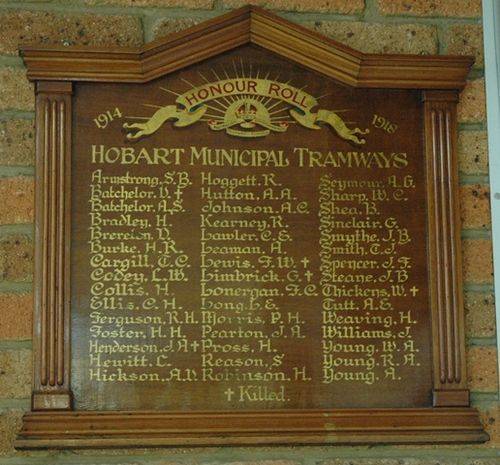 HONOUR ROLL
1914 1918
HOBART MUNICIPAL TRAMWAYS
Armstrong, S.B.
Batchelor, D. †
Batchelor, A.S.
Bradley, H.
Brereton, D.
Burke, H.R.
Cargill, T.C.
Codey, L.W.
Collis, H.
Ellis, C.H.
Ferguson, R.H.
Foster, H.H.
Henderson, J.A †
Hewitt, L.
Hickson, A.D.
Hoggett, R.
Hutton, A.A.
Johnson, A.C.
Kearney, R.
Lawler, C.G.
Leaman, A.
Lewis, F.W †
Limbrick, G †
Lonergan, F.C.
Long, L.E.
Morris, P.H.
Pearton, J.A.
Pross, H.
Reason, S.
Robinson, H.
Seymour, A.G.
Sharp, W.C.
Shea, B.
Sinclair, G.
Smythe, J.B.
Smith, T.J.
Spencer, J.F.
Steane, J.B.
Thickens, W. †
Tutt, A.E.
Weaving, H.
Williams, J.
Young, W.A.
Young, R.A.
Young, A.
† Killed.